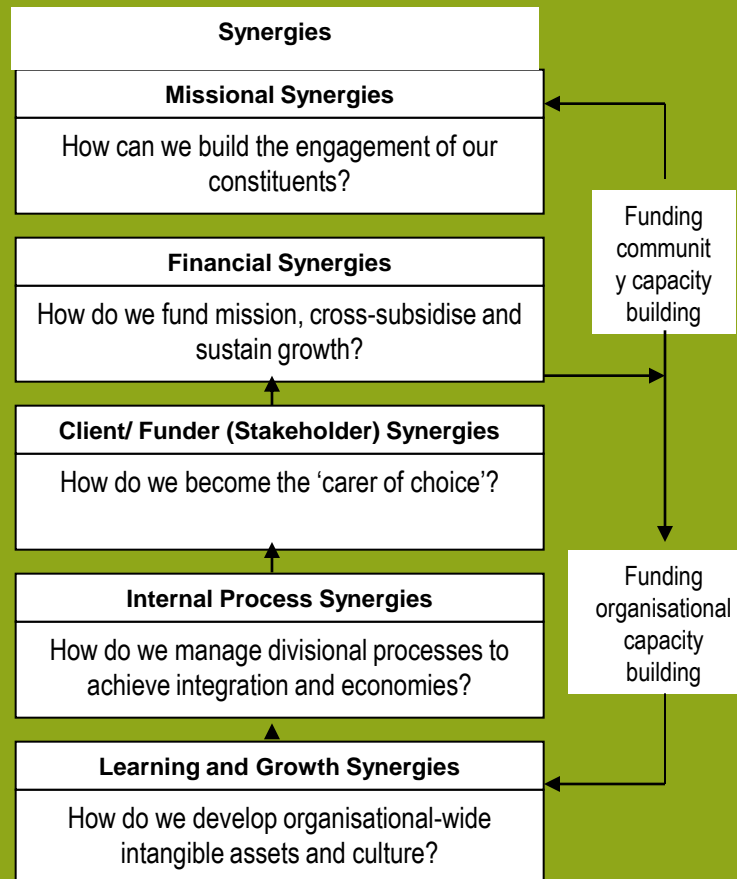 Synergies
Missional Synergies
How can we build the engagement of our
constituents?
Financial Synergies
How do we fund mission, cross-subsidise and
sustain growth?
Client/ Funder (Stakeholder) Synergies
How do we become the ‘carer of choice’?
Internal Process Synergies
How do we manage divisional processes to
achieve integration and economies?
Learning and Growth Synergies
How do we develop organisational-wide
intangible assets and culture?
Funding
communit
y capacity
building
Funding
organisational
capacity
building